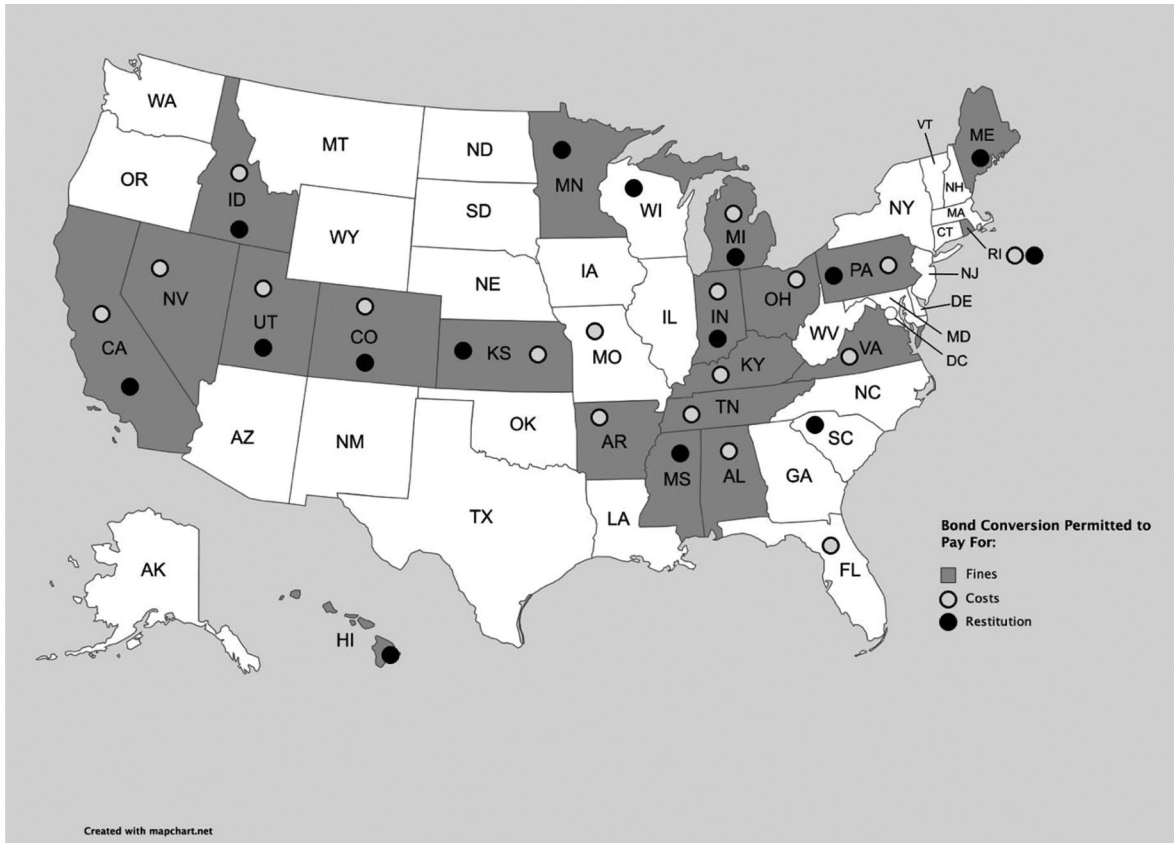 WA
MT
ND
MN
ME
VT
OR
ID
SD
WI
MI
NY
NH
MA
CT
RI
WY
IA
NE
PA
NJ
NV
OH
DE
UT
CO
IL
IN
WV
MD
CA
KS
MO
KY
VA
DC
NC
TN
OK
AZ
NM
AR
SC
MS
AL
GA
TX
LA
FL
AK
HI
Bond Conversion Permitted to
Pay For:
Fines
Costs
Restitution
Created with mapchart.net